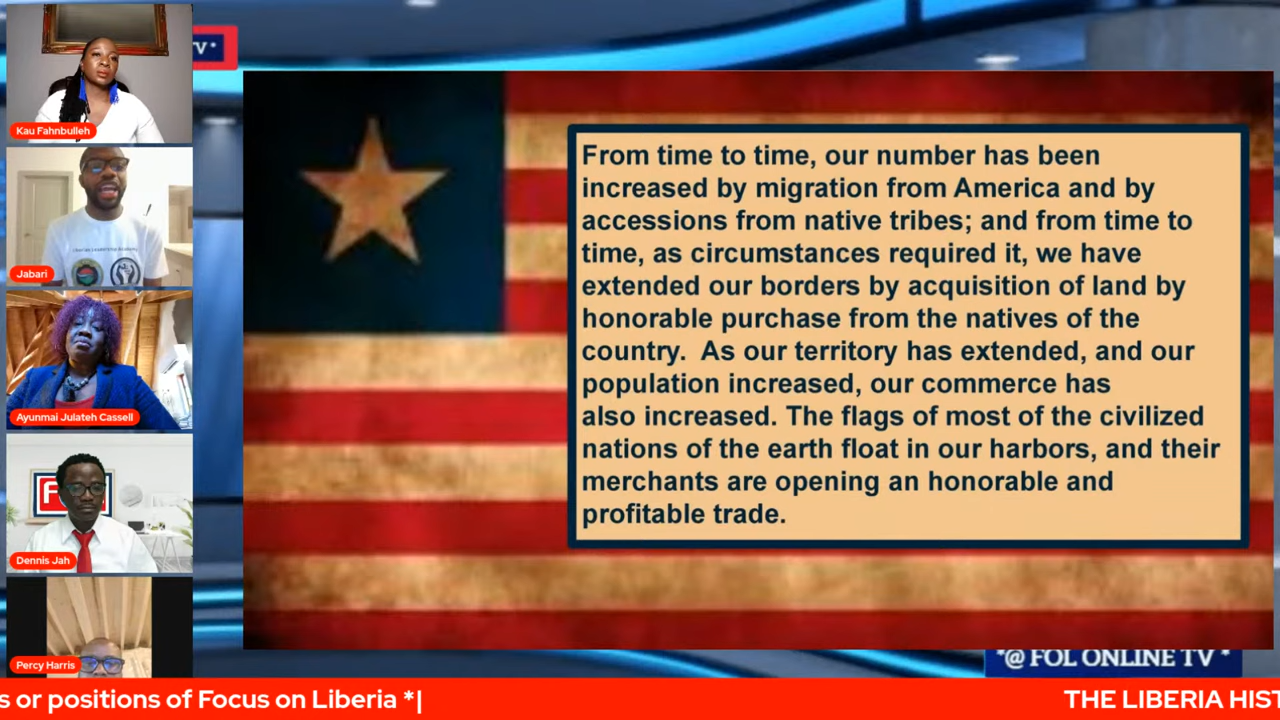 TV*
Kau Fahnbulleh
Jabari
Ayunmai Julateh Cassell
Dennis Jah
Percy Harris
From time to time, our number has been
increased by migration from America and by
accessions from native tribes; and from time to
time, as circumstances required it, we have
extended our borders by acquisition of land by
honorable purchase from the natives of the
country. As our territory has extended, and our
population increased, our commerce has
also increased. The flags of most of the civilized
nations of the earth float in our harbors, and their
merchants are opening an honorable and
profitable trade.
*@ FOL ONLINE TV *
s or positions of Focus on Liberia *|
THE LIBERIA HIST